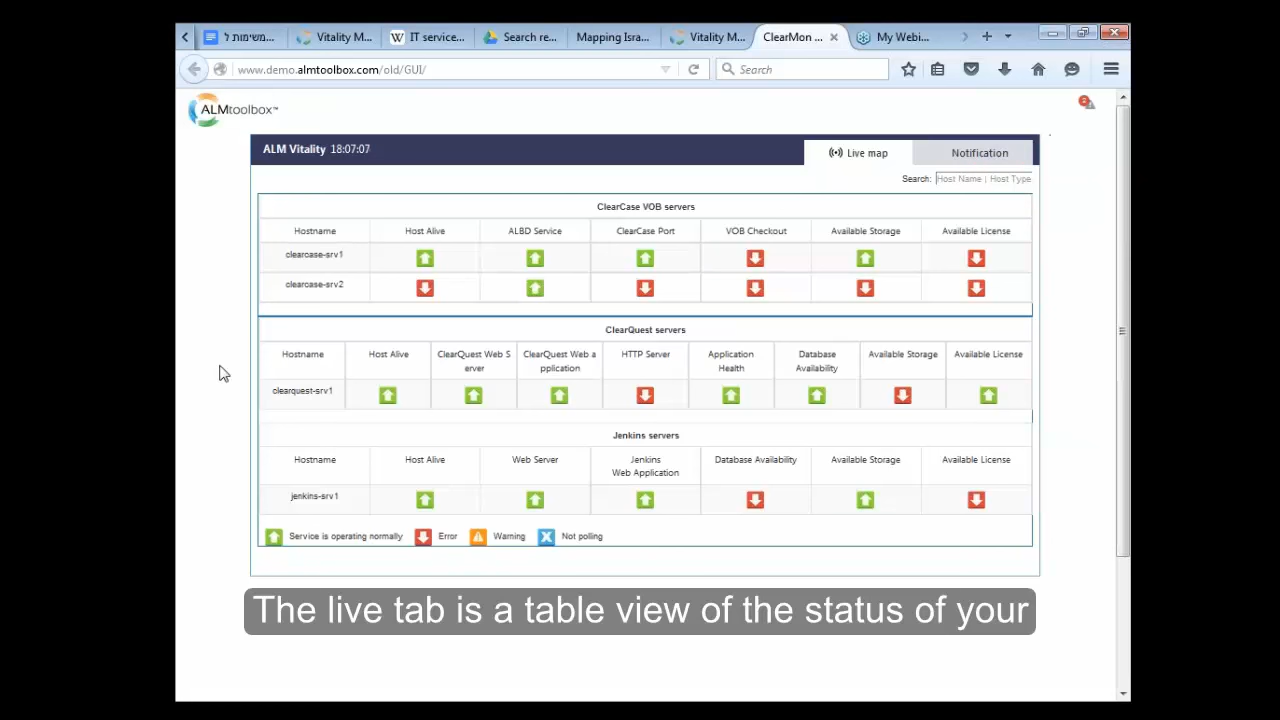 משימות ל...
Vitality M...
W IT service...
Search re...
Mapping Isra...
Vitality M...
ClearMon ...
My Webi...
www.demo.almtoolbox.com/old/GUI/
Search
ALMtoolbox™
ALM Vitality 18:07:07
Live map
Notification
Search: Host Name | Host Type
ClearCase VOB servers
Hostname Host Alive ALBD Service ClearCase Port VOB Checkout Available Storage Available License
clearcase-srv1
clearcase-srv2
ClearQuest servers
Hostname Host Alive ClearQuest Web S ClearQuest Web a HTTP Server Application Database Available Storage Available License
erver pplication Health Availability
clearquest-srv1
Jenkins servers
Hostname Host Alive Web Server Jenkins Database Availability Available Storage Available License
Web Application
jenkins-srv1
Service is operating normally Error Warning Not polling
The live tab is a table view of the status of your